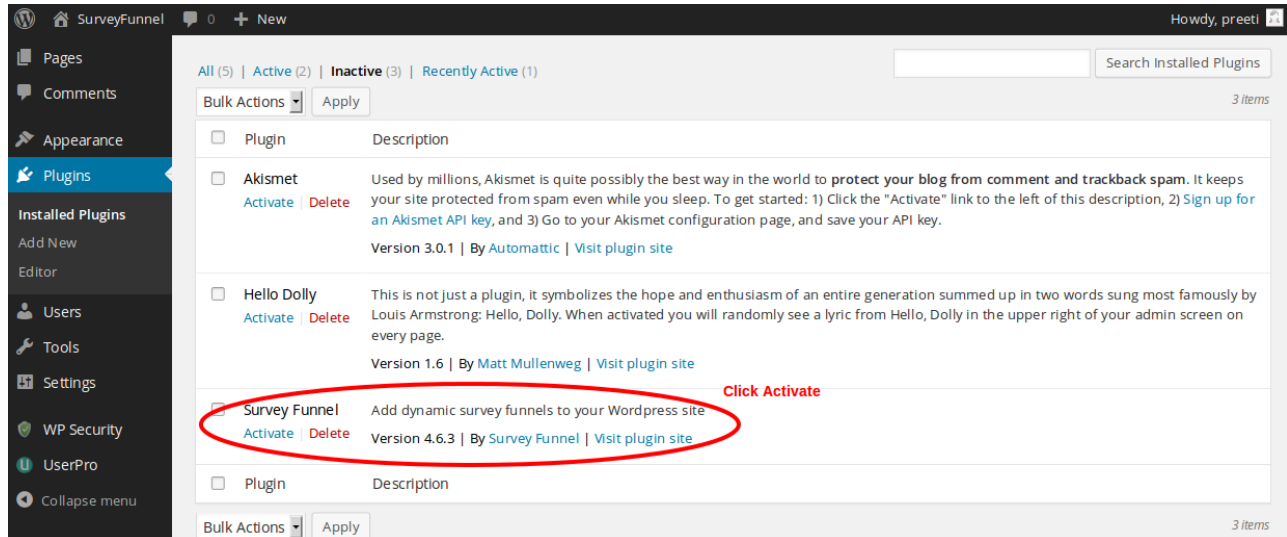 SurveyFunnel 0 + New Howdy, preeti
Pages
Comments
Appearance
Plugins
Installed Plugins
Add New
Editor
Users
Tools
Settings
WP Security
UserPro
Collapse menu
All (5) | Active (2) | Inactive (3) | Recently Active (1)
Search Installed Plugins
Bulk Actions Apply
3 items
Plugin Description
Akismet
Activate | Delete
Used by millions, Akismet is quite possibly the best way in the world to protect your blog from comment and trackback spam. It keeps
your site protected from spam even while you sleep. To get started: 1) Click the "Activate" link to the left of this description, 2) Sign up for
an Akismet API key, and 3) Go to your Akismet configuration page, and save your API key.
Version 3.0.1 | By Automattic | Visit plugin site
Hello Dolly
Activate | Delete
This is not just a plugin, it symbolizes the hope and enthusiasm of an entire generation summed up in two words sung most famously by
Louis Armstrong: Hello, Dolly. When activated you will randomly see a lyric from Hello, Dolly in the upper right of your admin screen on
every page.
Version 1.6 | By Matt Mullenweg | Visit plugin site
Click Activate
Survey Funnel
Activate | Delete
Add dynamic survey funnels to your Wordpress site
Version 4.6.3 | By Survey Funnel | Visit plugin site
Plugin Description
Bulk Actions Apply
3 items